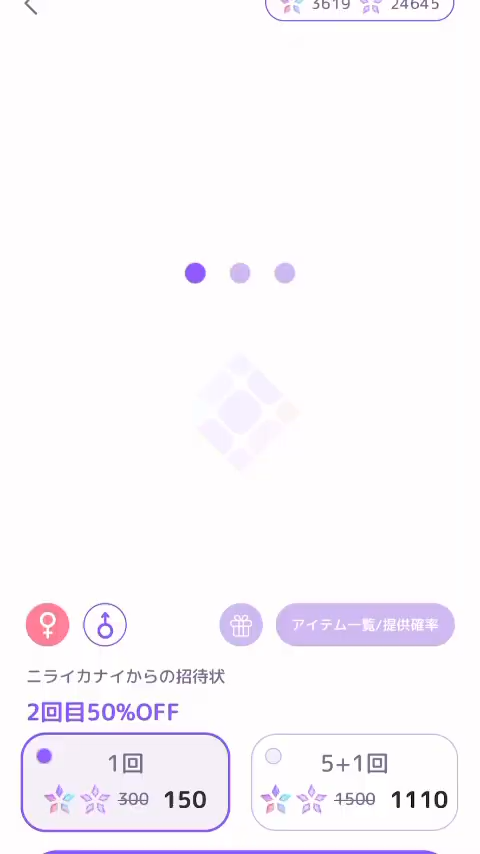 3619 24645
アイテム一覧/提供確率
ニライカナイからの招待状
2回目50%OFF
1回
300 150
5+1回
1500 1110